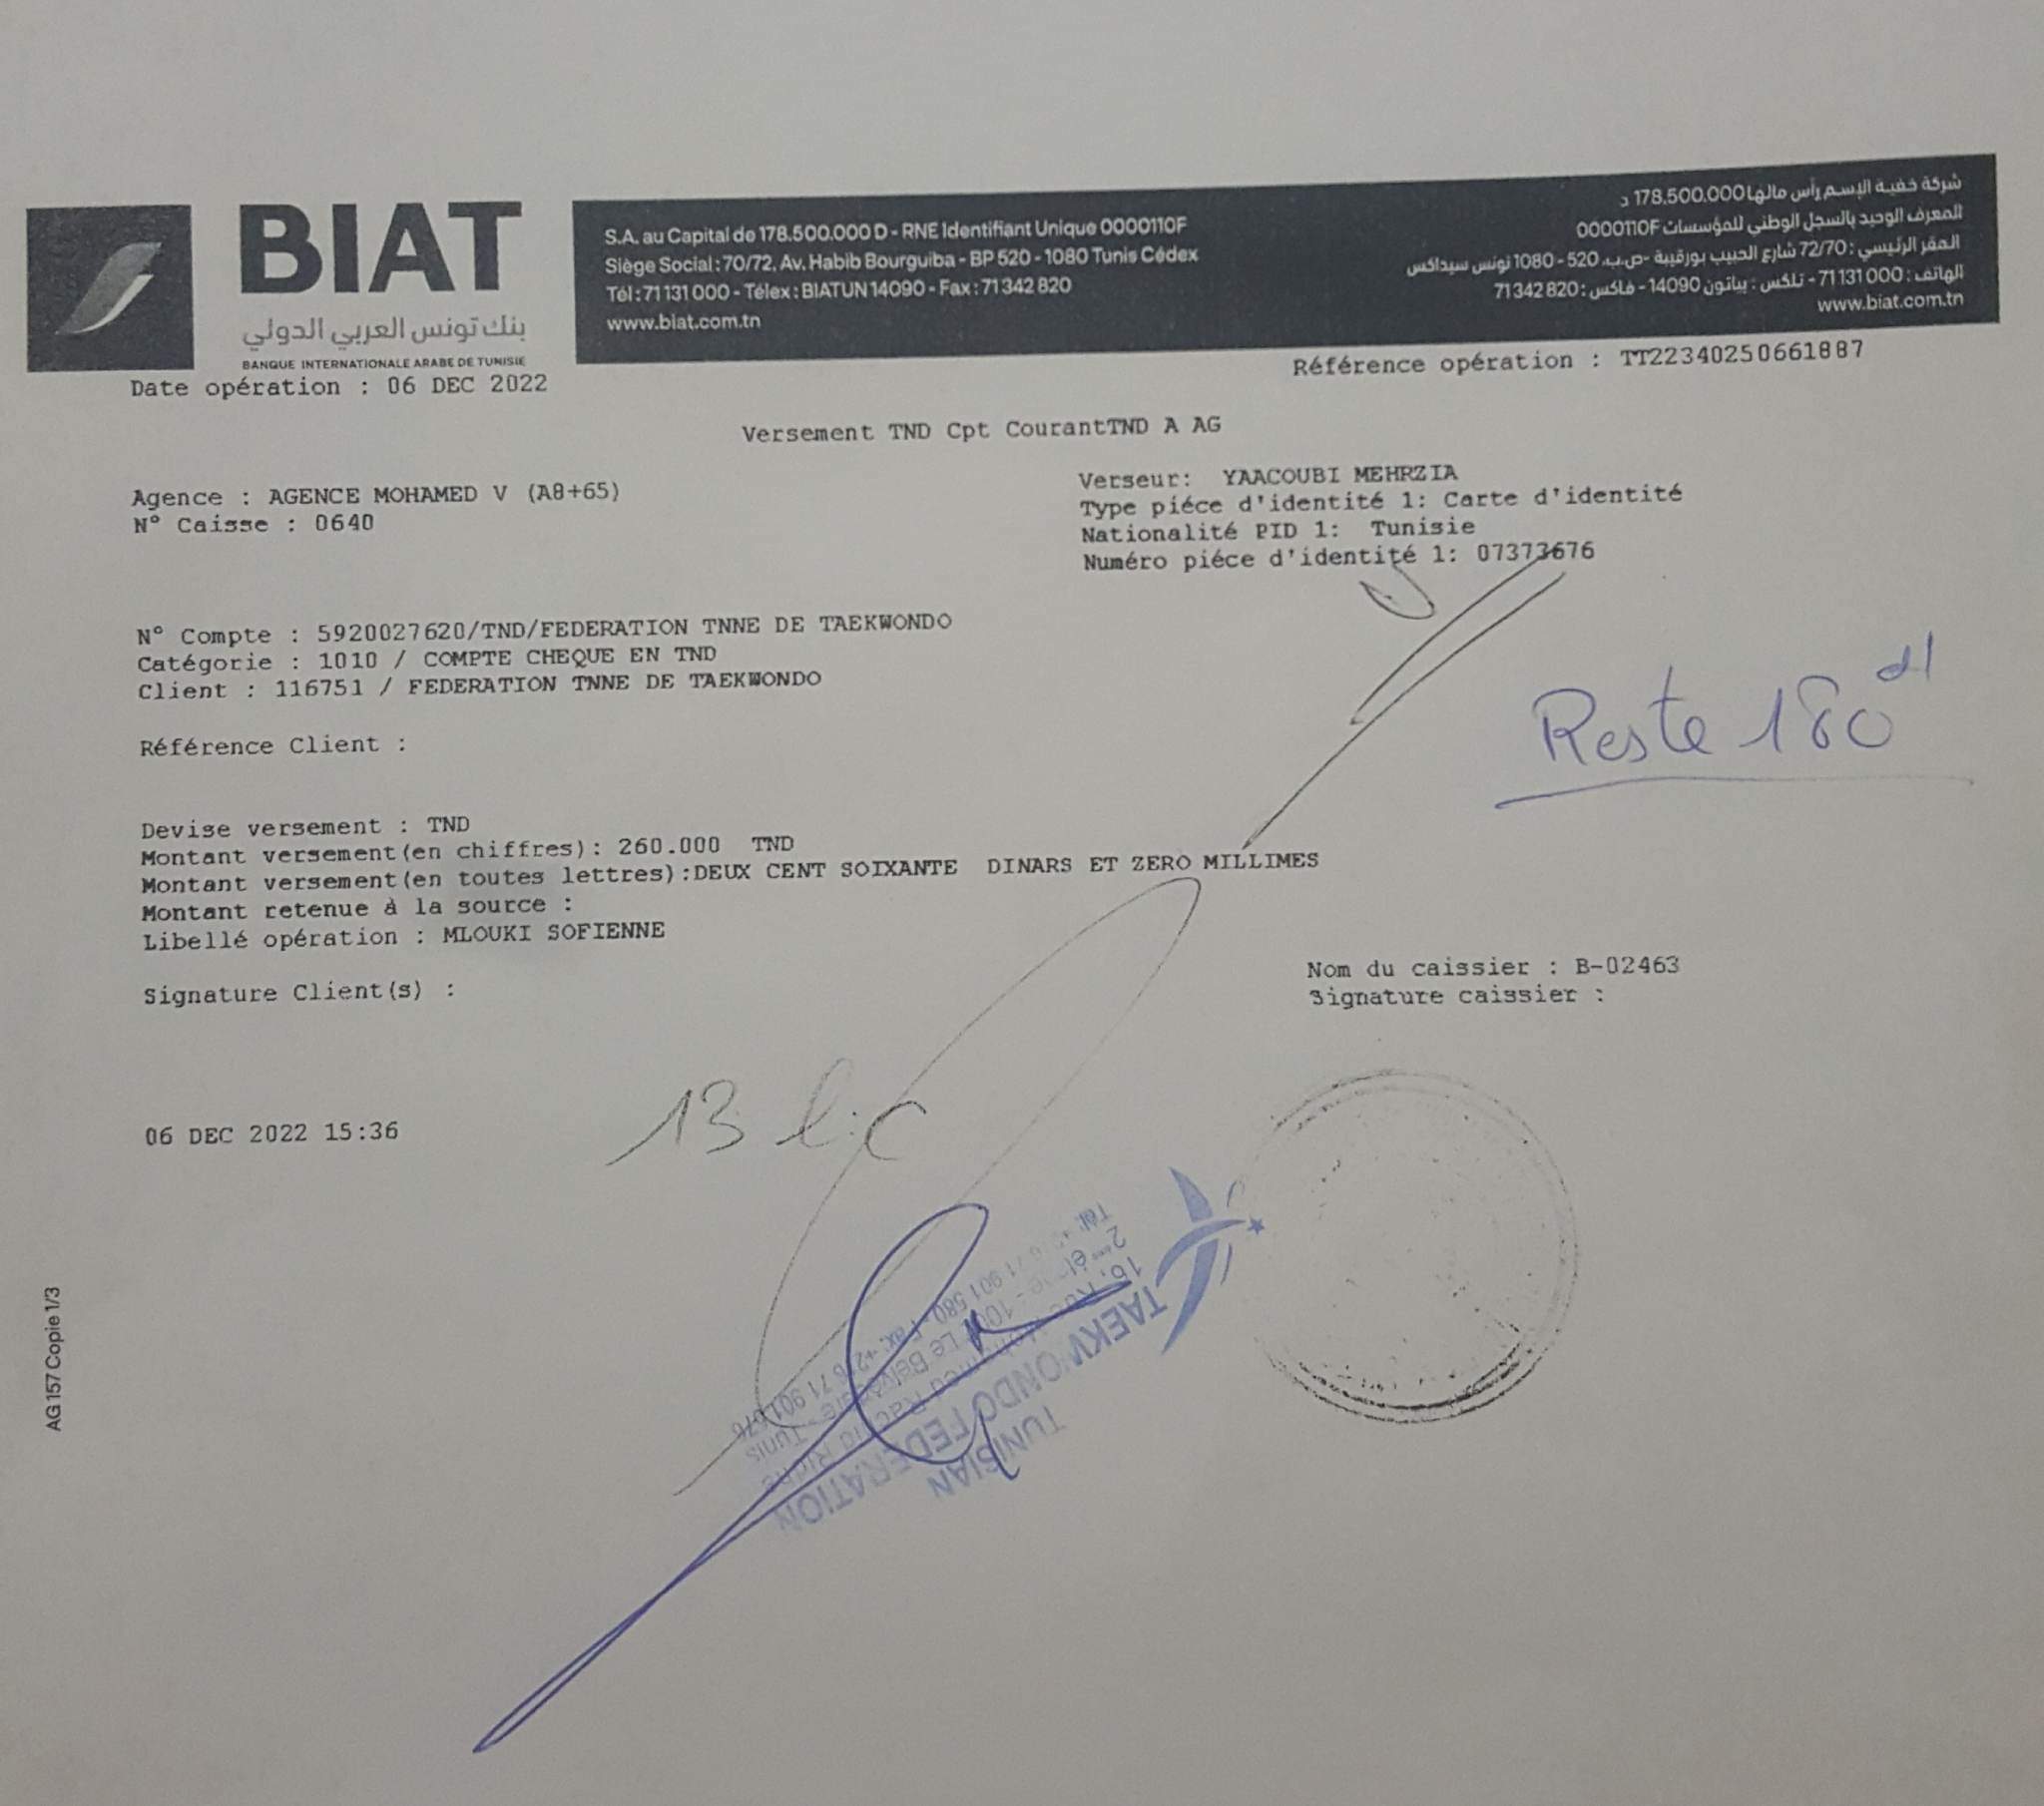 BIAT
بنك تونس العربي الدولي
BANQUE INTERNATIONALE ARABE DE TUNISIE
S.A. au Capital de 178.500.000 D - RNE Identifiant Unique 0000110F
Siège Social : 70/72, Av. Habib Bourguiba - BP 520 - 1080 Tunis Cédex
Tél : 71 131 000 - Télex : BIATUN 14090 - Fax : 71 342 820
www.biat.com.tn
شركة خفية الإسم رأس مالها 178.500.000 د
المعرف الوحيد بالسجل الوطني للمؤسسات 0000110F
المقر الرئيسي : 72/70 شارع الحبيب بورقيبة -ص.ب. 520 - 1080 تونس سيداكس
الهاتف : 71 131 000 - تلكس : بياتون 14090 - فاكس : 71 342 820
www.biat.com.tn
Date opération : 06 DEC 2022
Référence opération : TT22340250661887
Versement TND Cpt CourantTND A AG
Agence : AGENCE MOHAMED V (A8+65)
N° Caisse : 0640
Verseur: YAACOUBI MEHRZIA
Type piéce d'identité 1: Carte d'identité
Nationalité PID 1: Tunisie
Numéro piéce d'identité 1: 07373676
N° Compte : 5920027620/TND/FEDERATION TNNE DE TAEKWONDO
Catégorie : 1010 / COMPTE CHEQUE EN TND
Client : 116751 / FEDERATION TNNE DE TAEKWONDO
Reste 180 dt
Référence Client :
Devise versement : TND
Montant versement(en chiffres): 260.000 TND
Montant versement(en toutes lettres):DEUX CENT SOIXANTE DINARS ET ZERO MILLIMES
Montant retenue à la source :
Libellé opération : MLOUKI SOFIENNE
Signature Client(s) :
Nom du caissier : B-02463
Signature caissier :
06 DEC 2022 15:36
13 lic
TUNISIAN
TAEKWONDO FEDERATION
AG 157 Copie 1/3